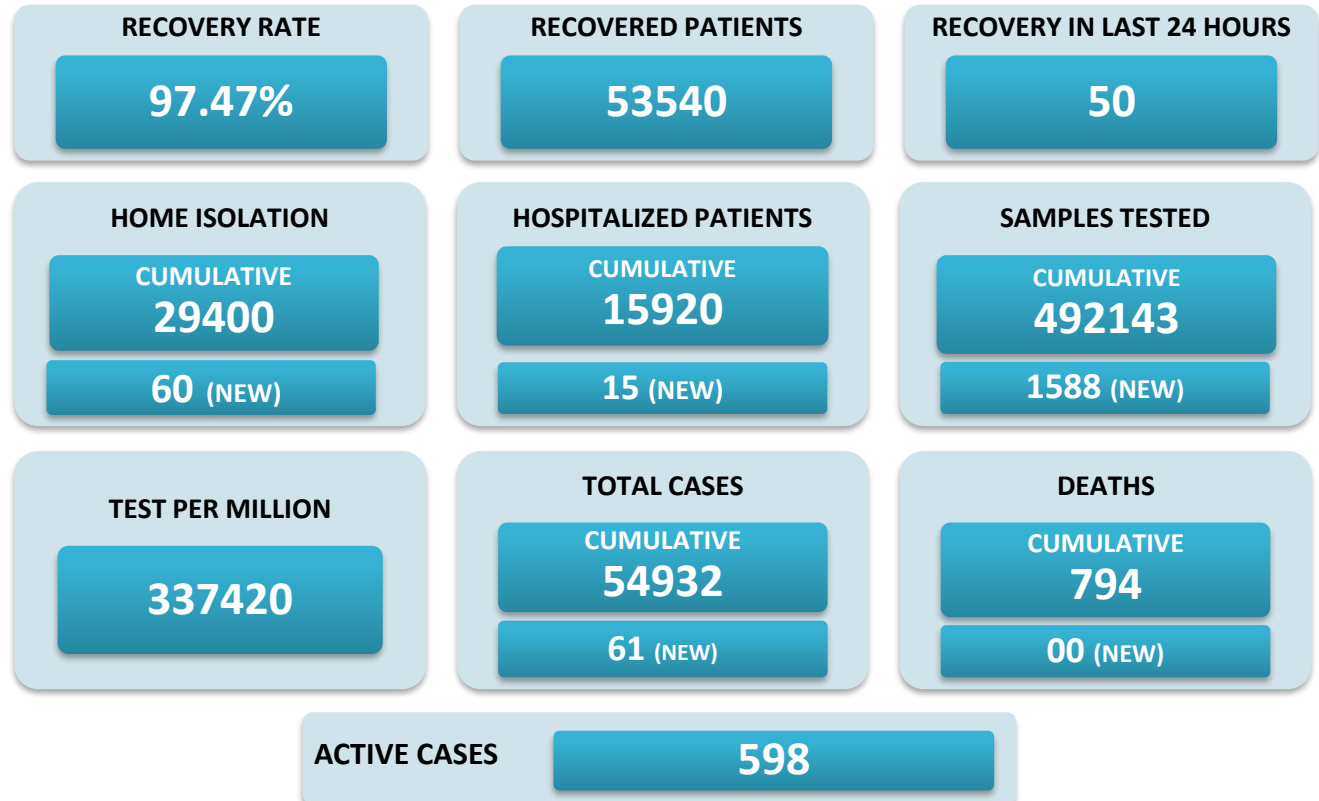 RECOVERY RATE
97.47%
RECOVERED PATIENTS
53540
RECOVERY IN LAST 24 HOURS
50
HOME ISOLATION
CUMULATIVE
29400
60 (NEW)
HOSPITALIZED PATIENTS
CUMULATIVE
15920
15 (NEW)
SAMPLES TESTED
CUMULATIVE
492143
1588 (NEW)
TEST PER MILLION
337420
TOTAL CASES
CUMULATIVE
54932
61 (NEW)
DEATHS
CUMULATIVE
794
00 (NEW)
ACTIVE CASES
598